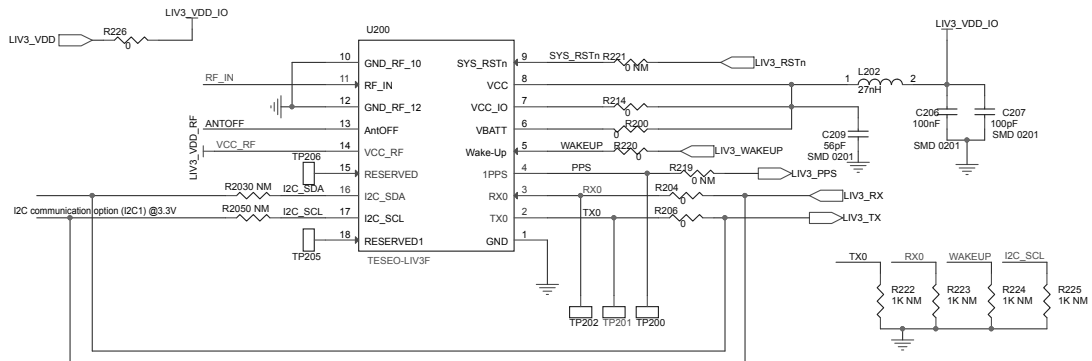 LIV3_VDD_IO
R226
LIV3_VDD
0
U200
LIV3_VDD_IO
10 GND_RF_10 SYS_RSTn 9 SYS_RSTn R221 LIV3_RSTn
0 NM
RF_IN 11 RF_IN VCC 8 1 L202 2
27nH
12 GND_RF_12 VCC_IO 7 R214
0
C206
100nF
SMD 0201
C207
100pF
SMD 0201
LIV3_VDD_RF
ANTOFF 13 AntOFF VBATT 6 R200
0
C209
56pF
SMD 0201
VCC_RF 14 VCC_RF Wake-Up 5 WAKEUP R220 LIV3_WAKEUP
0
TP206 15 RESERVED 1PPS 4 PPS R219 LIV3_PPS
0 NM
R2030 NM I2C_SDA 16 I2C_SDA RX0 3 RX0 R204 LIV3_RX
0
I2C communication option (I2C1) @3.3V
R2050 NM I2C_SCL 17 I2C_SCL TX0 2 TX0 R206 LIV3_TX
0
TP205 18 RESERVED1 GND 1
TESEO-LIV3F
TX0 RX0 WAKEUP I2C_SCL
R222
1K NM
R223
1K NM
R224
1K NM
R225
1K NM
TP202 TP201 TP200